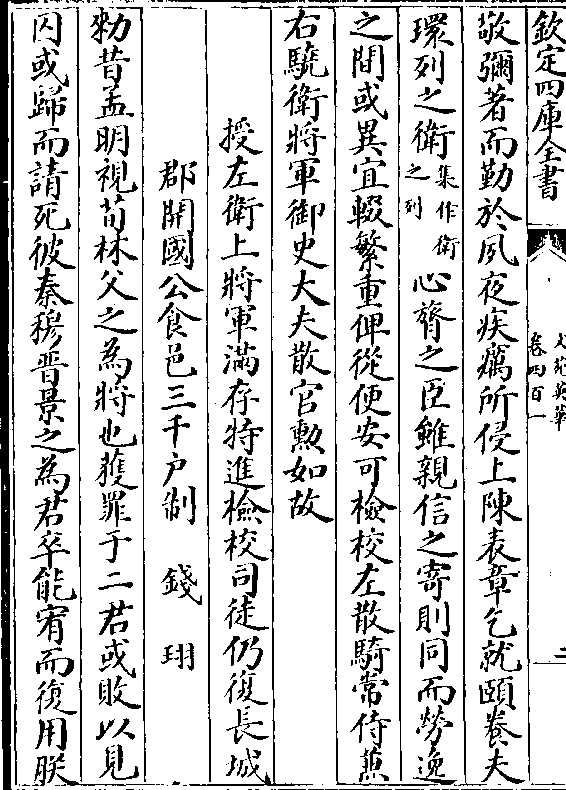 欽定四庫全書
文苑英華
卷四百一
二
敬彌著而勤於夙夜疾癘所侵上陳表章乞就頤養夫
環列之衛集作衛之列心膂之臣雖親信之寄則同而勞逸
之間或異宜輟繁重俾從便安可檢校左散騎常侍兼
右驍衛將軍御史大夫散官勲如故
授左衛上將軍滿存特進檢校司徒仍復長城
郡開國公食邑三千户制 錢珝
勑昔孟明視荀林父之為將也獲罪于二君或敗以見
囚或歸而請死彼秦穆晉景之為君卒能宥而復用朕